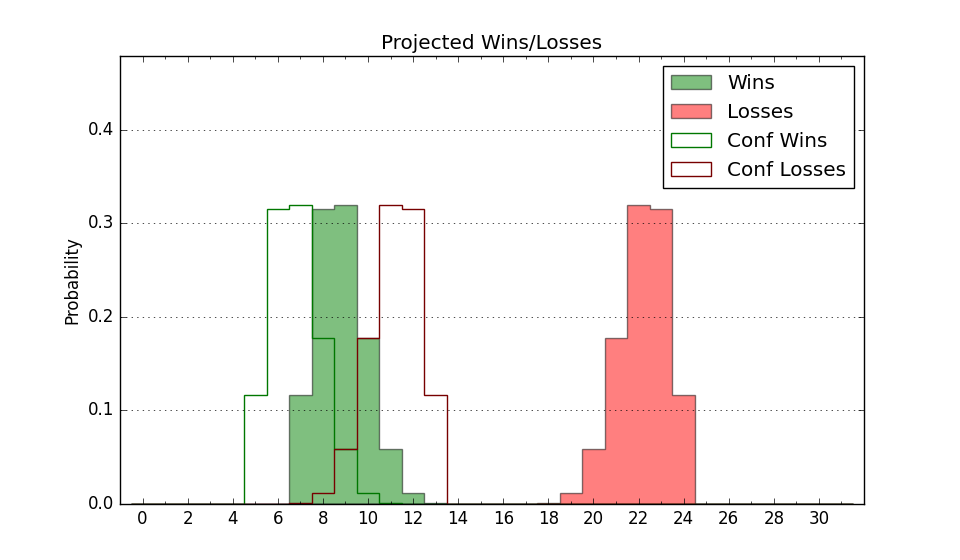 Projected Wins/Losses
Wins
Losses
Conf Wins
Conf Losses
Probability
0.4
0.3
0.2
0.1
0.0
0 2 4 6 8 10 12 14 16 18 20 22 24 26 28 30